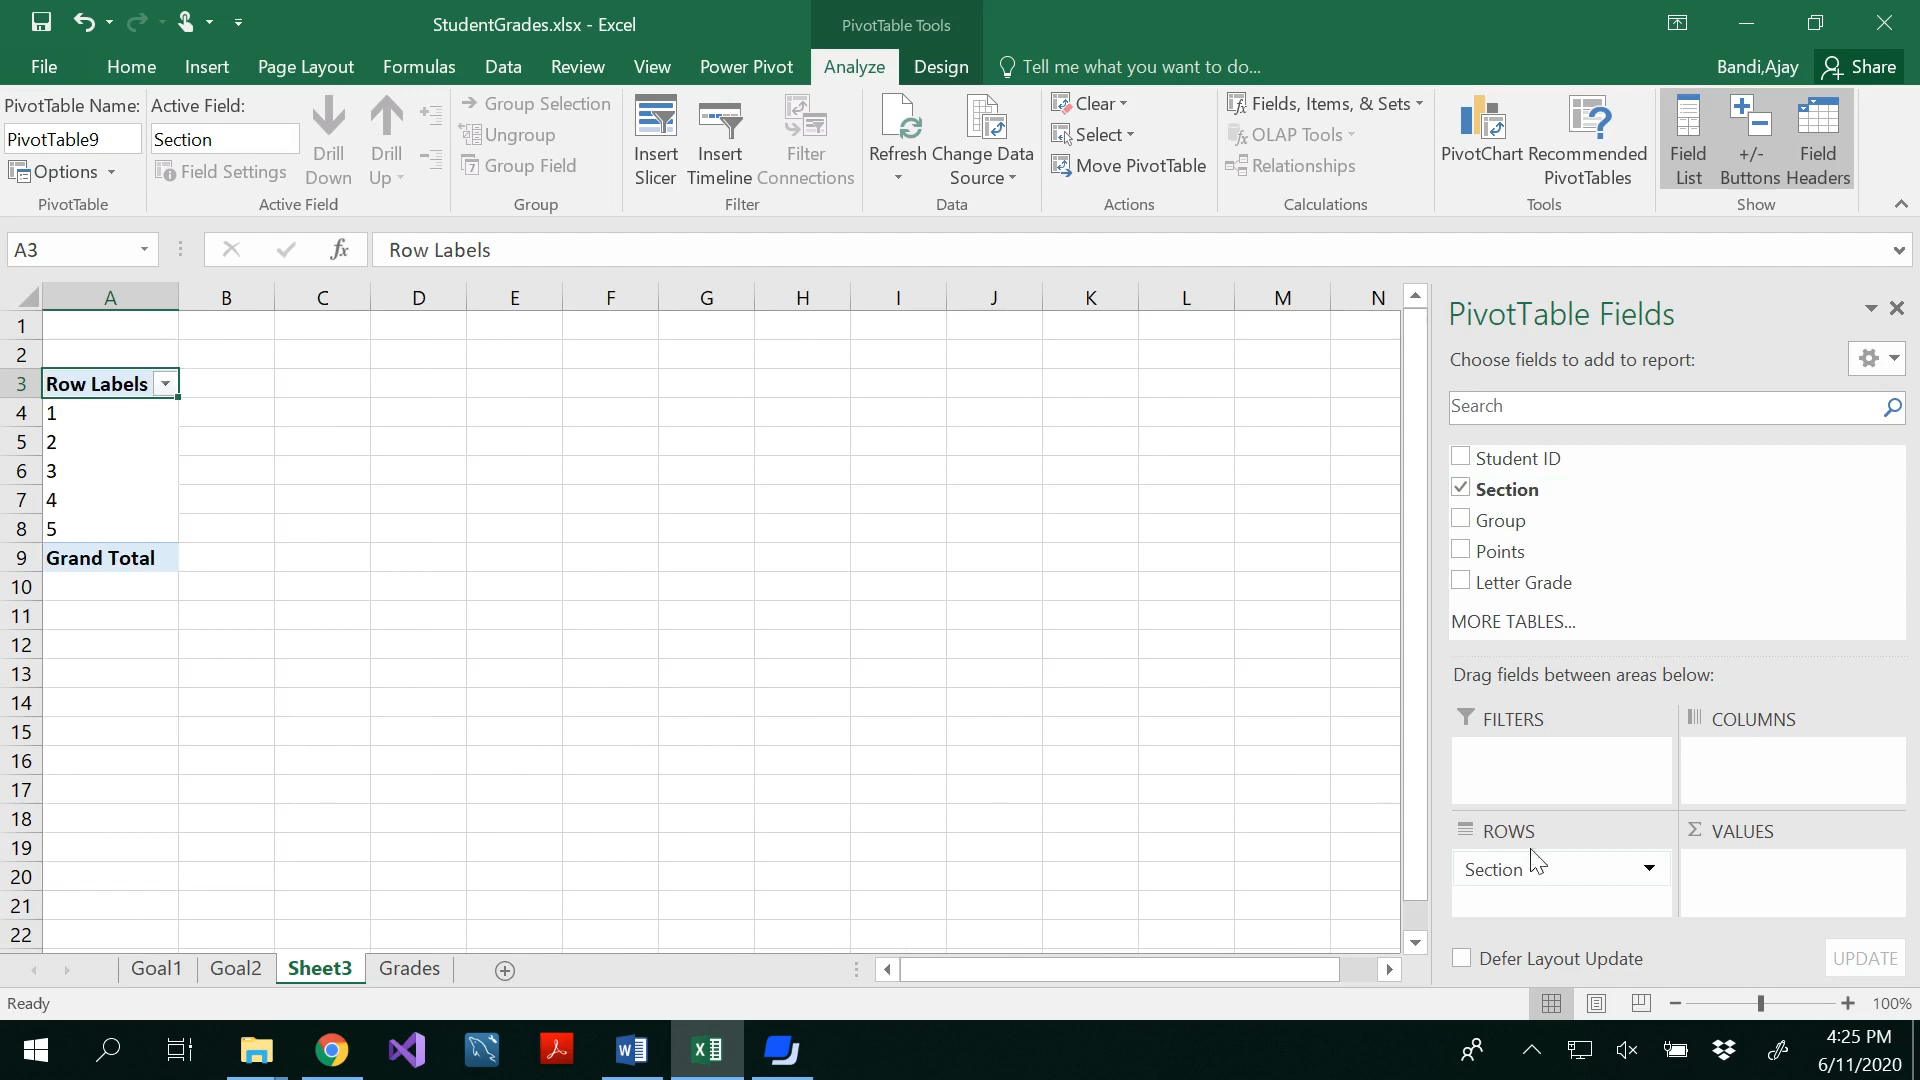 StudentGrades.xlsx - Excel
PivotTable Tools
File Home Insert Page Layout Formulas Data Review View Power Pivot Analyze Design Tell me what you want to do... Bandi,Ajay Share
PivotTable Name:
PivotTable9
Options
PivotTable
Active Field:
Section
Field Settings
Drill Down
Drill Up
Active Field
Group Selection
Ungroup
Group Field
Group
Insert Slicer
Insert Timeline
Filter Connections
Filter
Refresh
Change Data Source
Data
Clear
Select
Move PivotTable
Actions
Fields, Items, & Sets
OLAP Tools
Relationships
Calculations
PivotChart
Recommended PivotTables
Tools
Field List
+/- Buttons
Field Headers
Show
A3 fx Row Labels
A B C D E F G H I J K L M N
1
2
3 Row Labels
4 1
5 2
6 3
7 4
8 5
9 Grand Total
10
11
12
13
14
15
16
17
18
19
20
21
22
PivotTable Fields
Choose fields to add to report:
Search
Student ID
Section
Group
Points
Letter Grade
MORE TABLES...
Drag fields between areas below:
FILTERS
COLUMNS
ROWS
Σ VALUES
Section
Defer Layout Update
UPDATE
Goal1 Goal2 Sheet3 Grades
Ready
100%
4:25 PM
6/11/2020